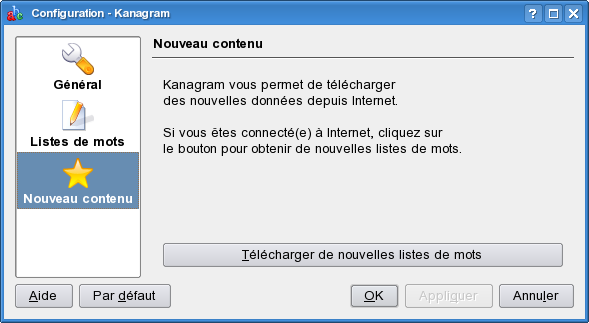 Configuration - Kanagram
Général
Listes de mots
Nouveau contenu
Nouveau contenu
Kanagram vous permet de télécharger
des nouvelles données depuis Internet.
Si vous êtes connecté(e) à Internet, cliquez sur
le bouton pour obtenir de nouvelles listes de mots.
Télécharger de nouvelles listes de mots
Aide
Par défaut
OK
Appliquer
Annuler